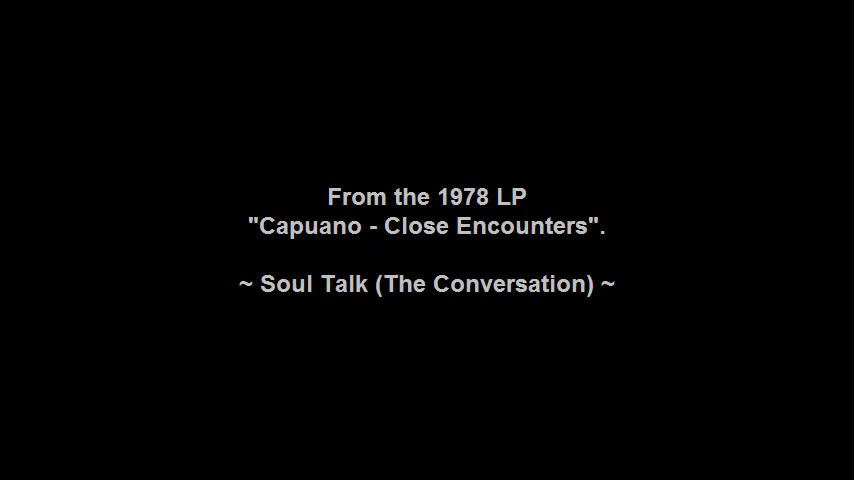 From the 1978 LP
"Capuano - Close Encounters".
~ Soul Talk (The Conversation) ~